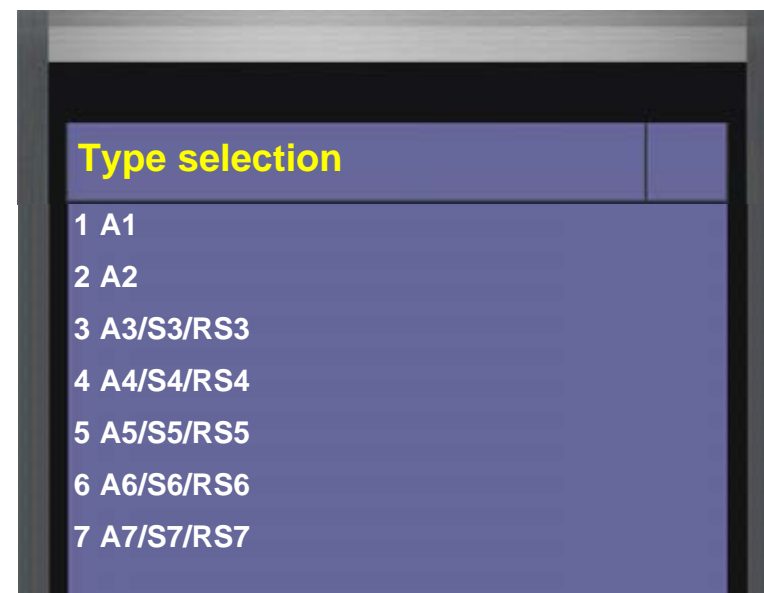 Type selection
1 A1
2 A2
3 A3/S3/RS3
4 A4/S4/RS4
5 A5/S5/RS5
6 A6/S6/RS6
7 A7/S7/RS7